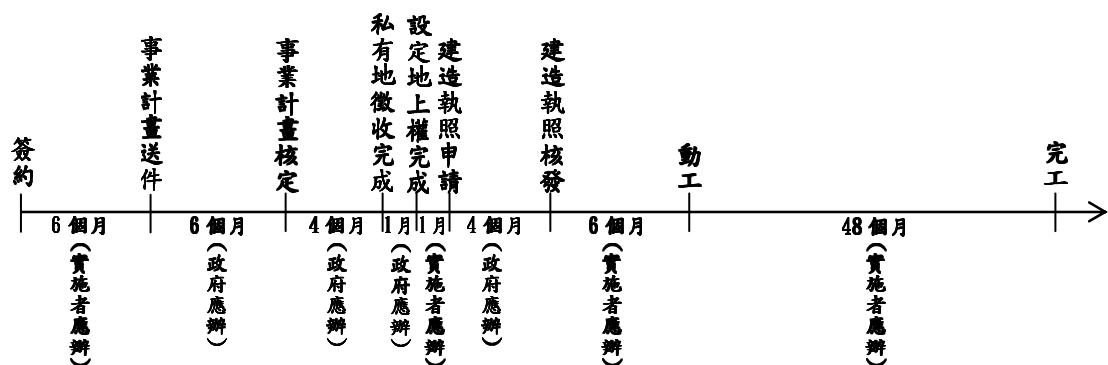 簽約
事業計畫送件
事業計畫核定
私有地徵收完成
設定地上權完成
建造執照申請
建造執照核發
動工
完工
6 個月
(實施者應辦)
6 個月
(政府應辦)
4 個月
(政府應辦)
1 月
(政府應辦)
1 月
(實施者應辦)
4 個月
(政府應辦)
6 個月
(實施者應辦)
48 個月
(實施者應辦)